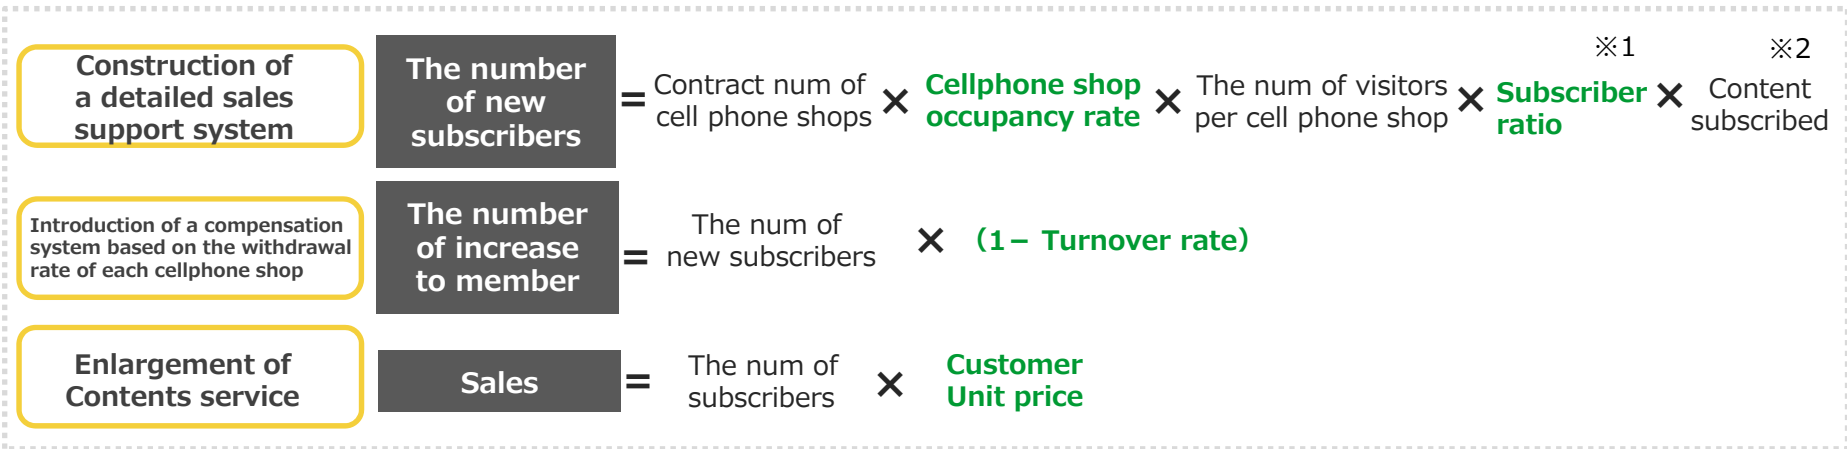 ※1
※2
Construction of
a detailed sales
support system
The number
of new
subscribers
=
Contract num of
cell phone shops
×
Cellphone shop
occupancy rate
×
The num of visitors
per cell phone shop
×
Subscriber
ratio
×
Content
subscribed
Introduction of a compensation
system based on the withdrawal
rate of each cellphone shop
The number
of increase
to member
=
The num of
new subscribers
×
(1− Turnover rate)
Enlargement of
Contents service
Sales
=
The num of
subscribers
×
Customer
Unit price